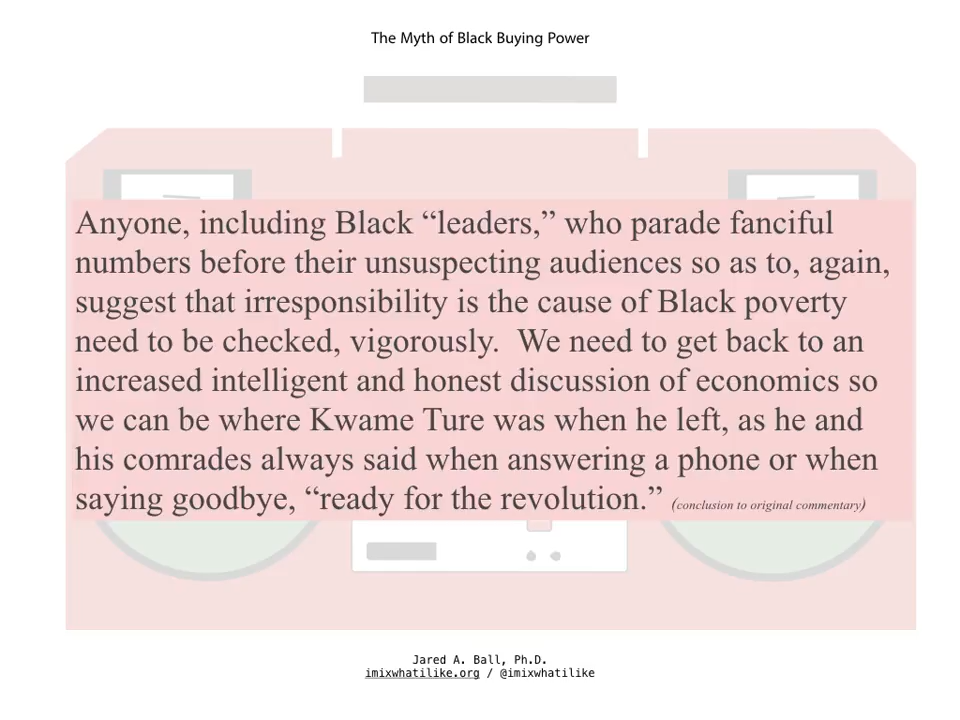 The Myth of Black Buying Power
Anyone, including Black “leaders,” who parade fanciful
numbers before their unsuspecting audiences so as to, again,
suggest that irresponsibility is the cause of Black poverty
need to be checked, vigorously.  We need to get back to an
increased intelligent and honest discussion of economics so
we can be where Kwame Ture was when he left, as he and
his comrades always said when answering a phone or when
saying goodbye, “ready for the revolution.” (conclusion to original commentary)
Jared A. Ball, Ph.D.
imixwhatilike.org / @imixwhatilike